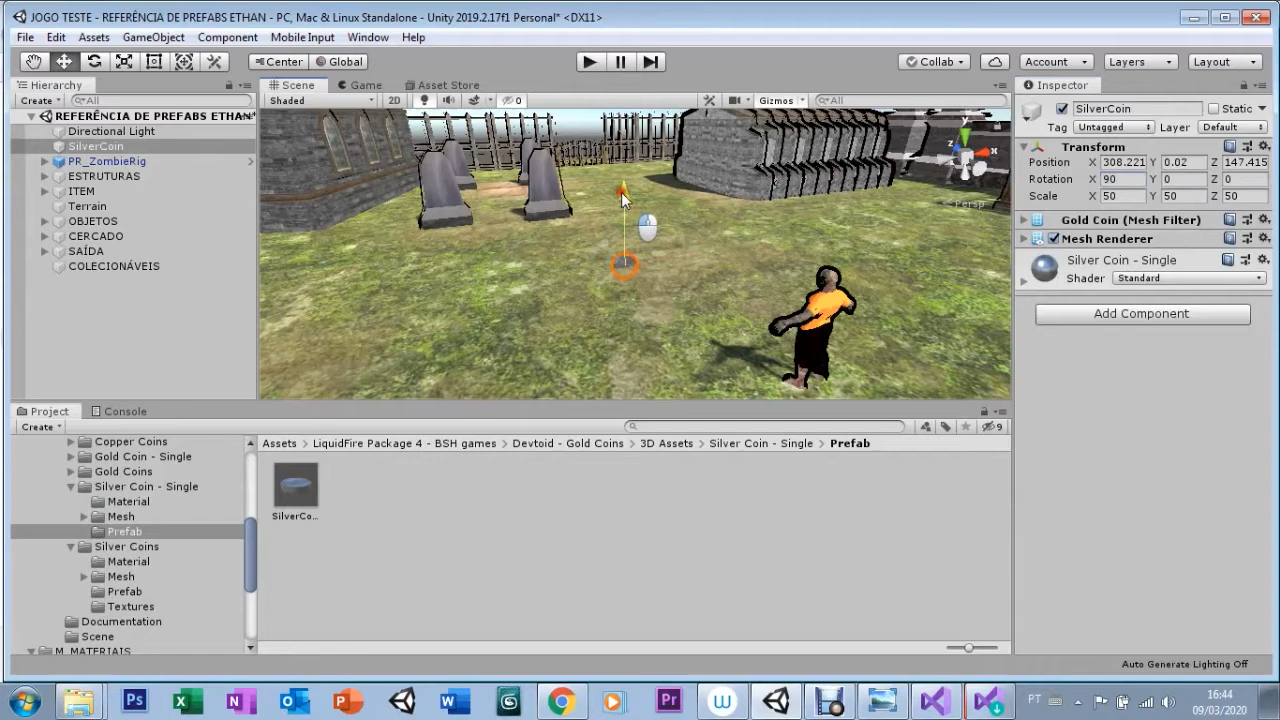 JOGO TESTE - REFERÊNCIA DE PREFABS ETHAN - PC, Mac & Linux Standalone - Unity 2019.2.17f1 Personal* <DX11>
File Edit Assets GameObject Component Mobile Input Window Help
Center Global Collab Account Layers Layout
Hierarchy Scene Game Asset Store Inspector
Create All Shaded 2D 0 Gizmos All
REFERÊNCIA DE PREFABS ETHAN*
Directional Light
SilverCoin
PR_ZombieRig
ESTRUTURAS
ITEM
Terrain
OBJETOS
CERCADO
SAÍDA
COLECIONÁVEIS
Y
X
Z
Persp
SilverCoin Static
Tag Untagged Layer Default
Transform
Position X 308.221 Y 0.02 Z 147.415
Rotation X 90 Y 0 Z 0
Scale X 50 Y 50 Z 50
Gold Coin (Mesh Filter)
Mesh Renderer
Silver Coin - Single
Shader Standard
Add Component
Project Console
Create 9
Copper Coins
Gold Coin - Single
Gold Coins
Silver Coin - Single
Material
Mesh
Prefab
Silver Coins
Material
Mesh
Prefab
Textures
Documentation
Scene
M_MATERIAIS
Assets LiquidFire Package 4 - BSH games Devtoid - Gold Coins 3D Assets Silver Coin - Single Prefab
SilverCo...
Auto Generate Lighting Off
PT
16:44
09/03/2020